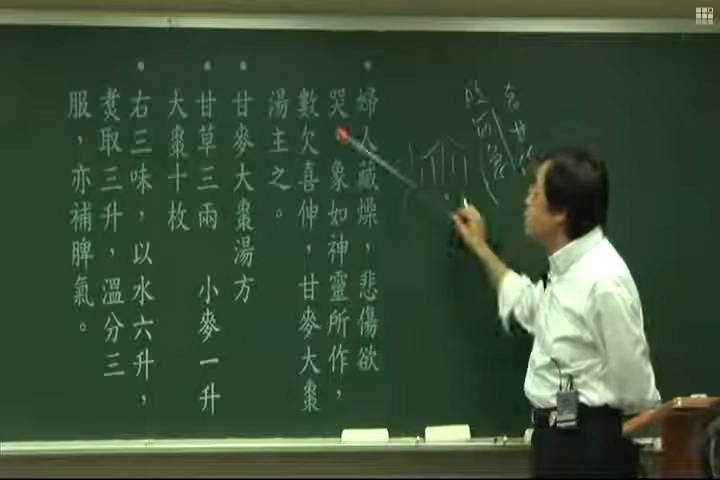 婦人藏燥，悲傷欲
哭，象如神靈所作，
數欠喜伸，甘麥大棗
湯主之。
甘麥大棗湯方
甘草三兩 小麥一升
大棗十枚
右三味，以水六升，
煮取三升，溫分三
服，亦補脾氣。